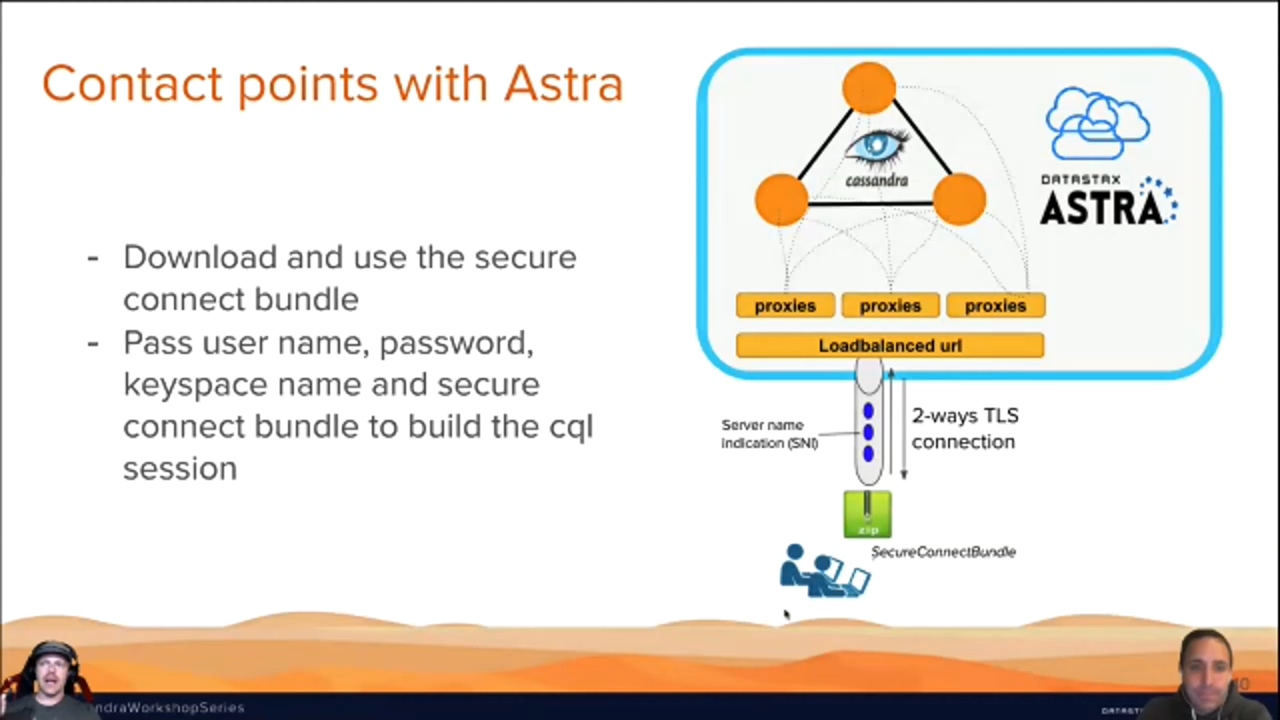 Contact points with Astra
- Download and use the secure
connect bundle
- Pass user name, password,
keyspace name and secure
connect bundle to build the cql
session
cassandra
DATASTAX
ASTRA
proxies proxies proxies
Loadbalanced url
Server name
indication (SNI)
2-ways TLS
connection
zip
SecureConnectBundle
ndraWorkshopSeries
DATAST